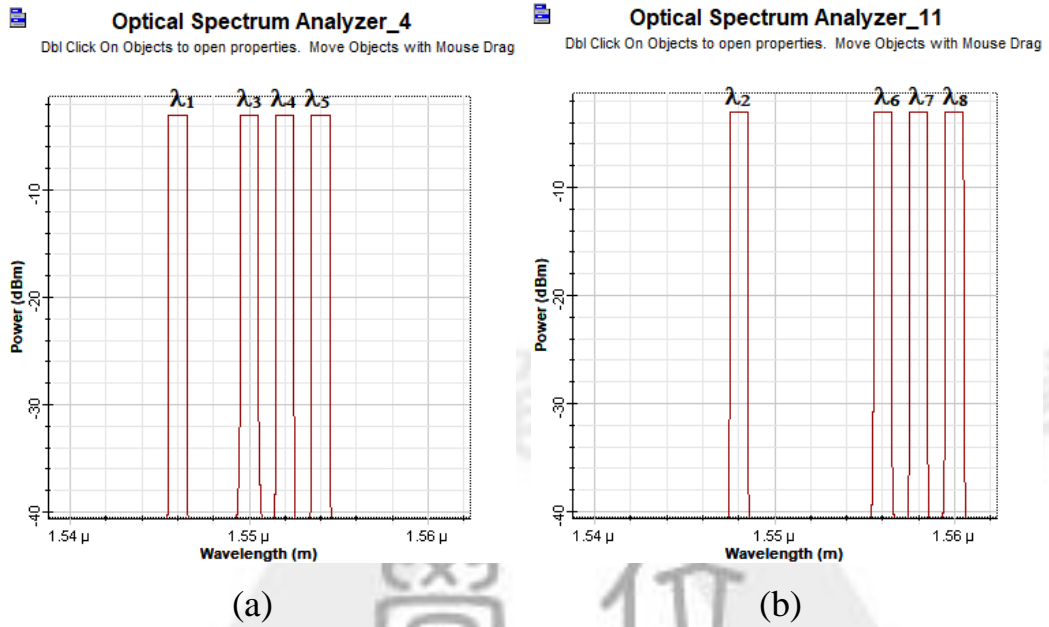 Optical Spectrum Analyzer_4
Dbl Click On Objects to open properties. Move Objects with Mouse Drag
λ1 λ3 λ4 λ5
-10
-20
-30
-40
Power (dBm)
1.54 µ 1.55 µ 1.56 µ
Wavelength (m)
(a)
Optical Spectrum Analyzer_11
Dbl Click On Objects to open properties. Move Objects with Mouse Drag
λ2 λ6 λ7 λ8
-10
-20
-30
-40
Power (dBm)
1.54 µ 1.55 µ 1.56 µ
Wavelength (m)
(b)